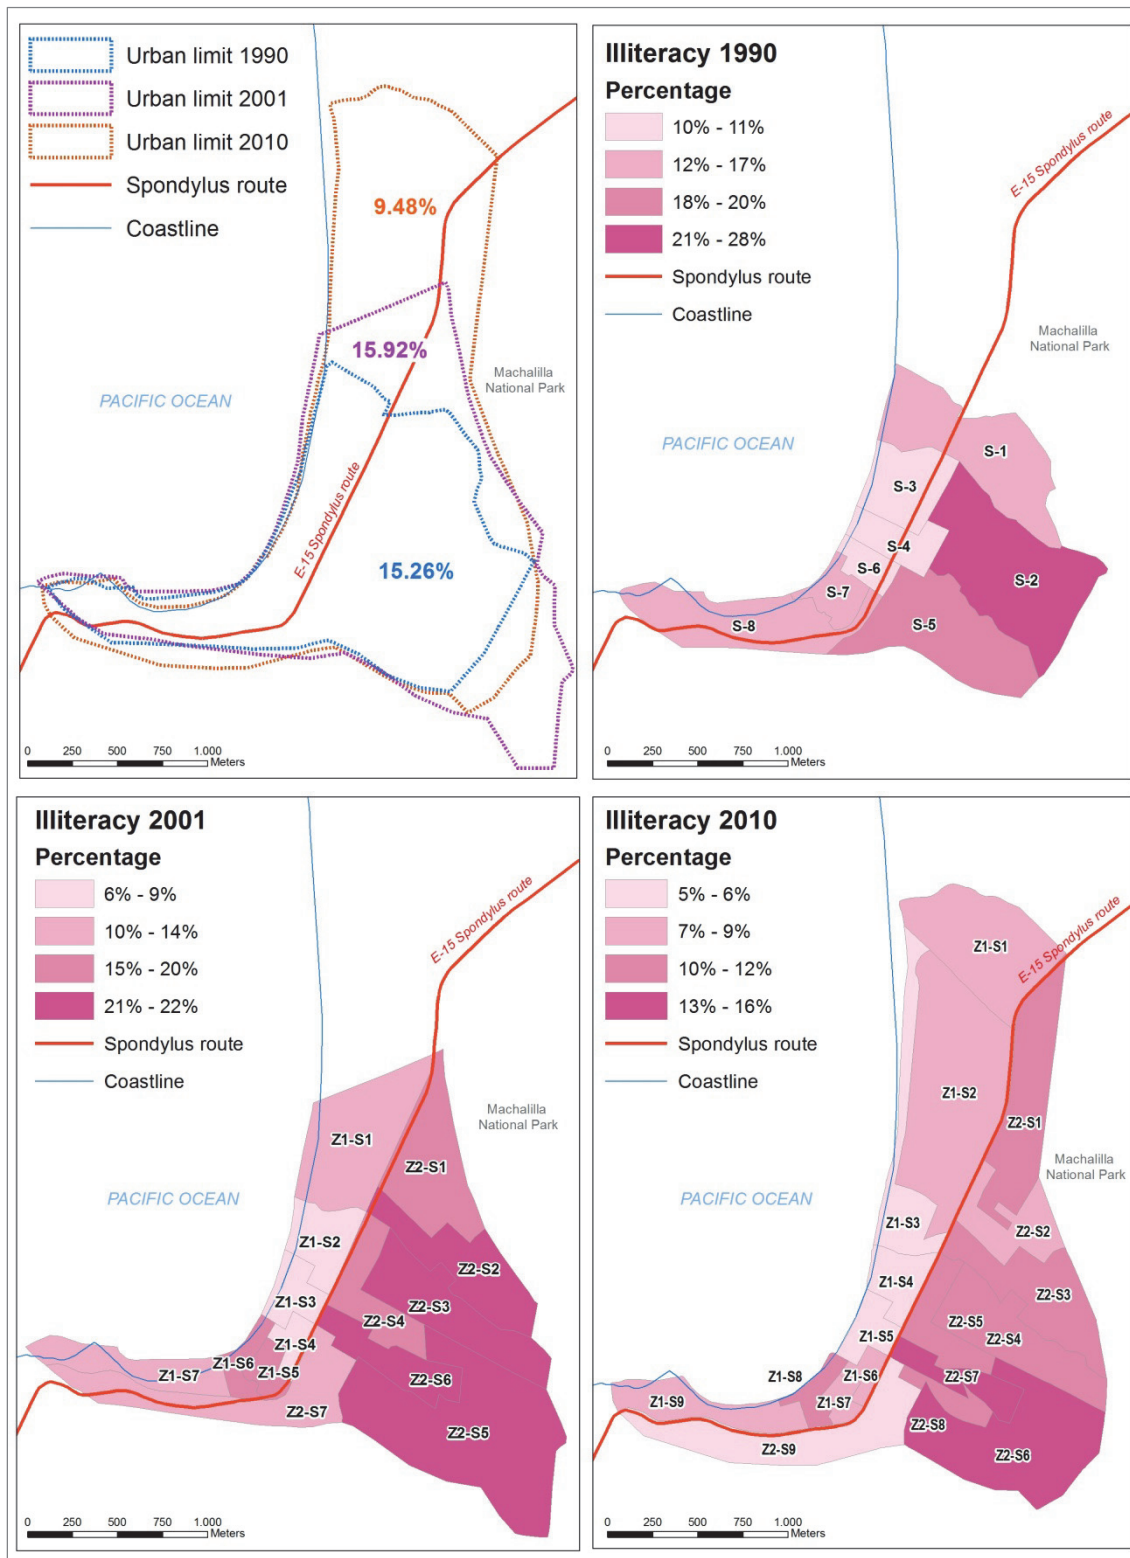 Urban limit 1990
Urban limit 2001
Urban limit 2010
Spondylus route
Coastline
9.48%
15.92%
Machalilla
National Park
PACIFIC OCEAN
E-15 Spondylus route
15.26%
0 250 500 750 1.000
Meters
Illiteracy 1990
Percentage
10% - 11%
12% - 17%
18% - 20%
21% - 28%
Spondylus route
Coastline
E-15 Spondylus route
Machalilla
National Park
PACIFIC OCEAN
S-1
S-3
S-4
S-6
S-2
S-7
S-8
S-5
0 250 500 750 1.000
Meters
Illiteracy 2001
Percentage
6% - 9%
10% - 14%
15% - 20%
21% - 22%
Spondylus route
Coastline
E-15 Spondylus route
Machalilla
National Park
PACIFIC OCEAN
Z1-S1
Z2-S1
Z1-S2
Z2-S2
Z1-S3
Z2-S3
Z2-S4
Z1-S4
Z1-S6
Z1-S5
Z1-S7
Z2-S6
Z2-S7
Z2-S5
0 250 500 750 1.000
Meters
Illiteracy 2010
Percentage
5% - 6%
7% - 9%
10% - 12%
13% - 16%
Spondylus route
Coastline
Z1-S1
E-15 Spondylus route
Z1-S2
Z2-S1
Machalilla
National Park
PACIFIC OCEAN
Z1-S3
Z2-S2
Z1-S4
Z2-S3
Z2-S5
Z1-S5
Z2-S4
Z1-S8
Z1-S6
Z2-S7
Z1-S9
Z1-S7
Z2-S8
Z2-S9
Z2-S6
0 250 500 750 1.000
Meters